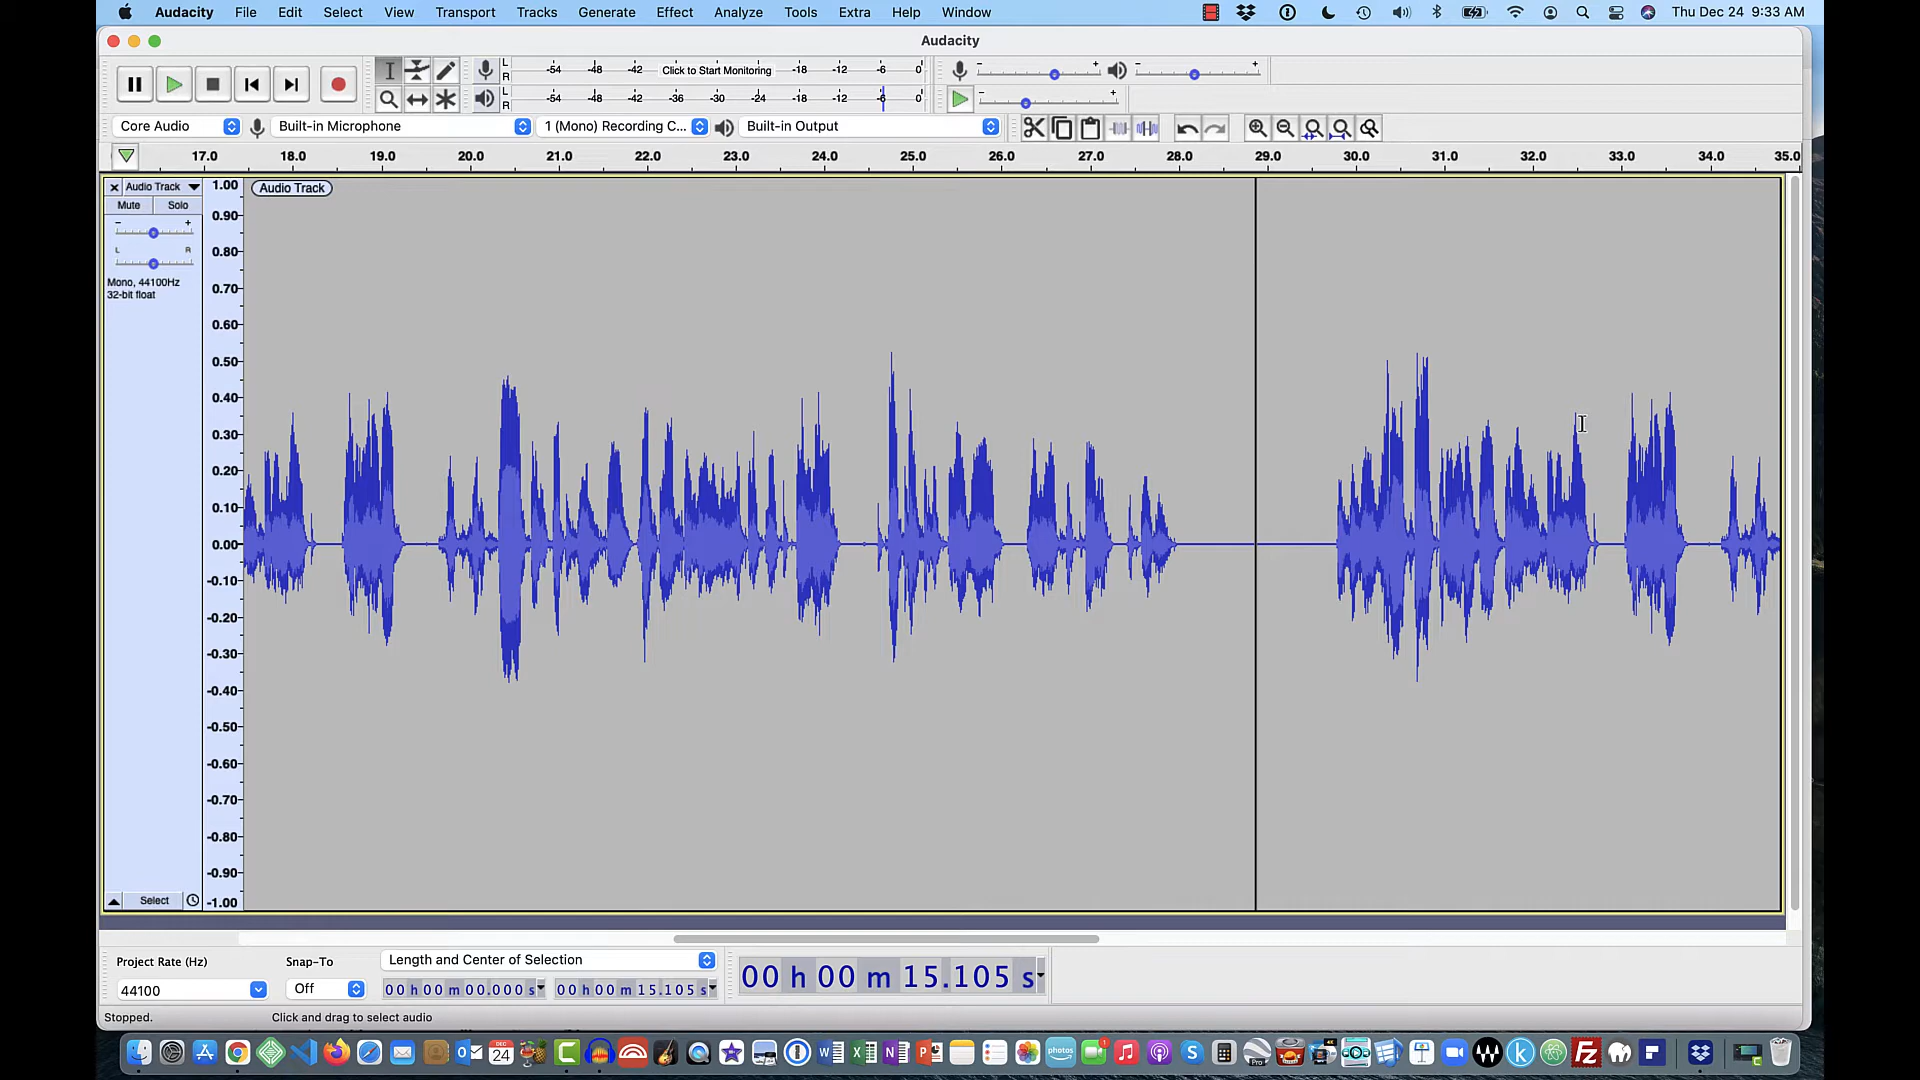 Audacity File Edit Select View Transport Tracks Generate Effect Analyze Tools Extra Help Window Thu Dec 24 9:33 AM
Audacity
L
R -54 -48 -42 Click to Start Monitoring -18 -12 -6 0 - +  - +
L
R -54 -48 -42 -36 -30 -24 -18 -12 -6 0 - +
Core Audio Built-in Microphone 1 (Mono) Recording C... Built-in Output
17.0 18.0 19.0 20.0 21.0 22.0 23.0 24.0 25.0 26.0 27.0 28.0 29.0 30.0 31.0 32.0 33.0 34.0 35.0
Audio Track
Mute Solo
- +
L R
Mono, 44100Hz
32-bit float
Select
1.00
0.90
0.80
0.70
0.60
0.50
0.40
0.30
0.20
0.10
0.00
-0.10
-0.20
-0.30
-0.40
-0.50
-0.60
-0.70
-0.80
-0.90
-1.00
Audio Track
Project Rate (Hz) Snap-To Length and Center of Selection
44100 Off 00 h 00 m 00.000 s 00 h 00 m 15.105 s
00 h 00 m 15.105 s
Stopped. Click and drag to select audio